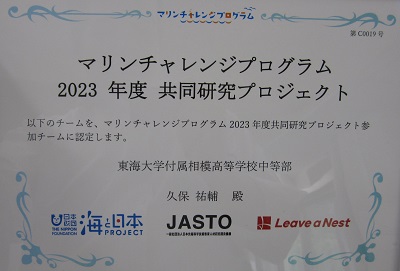 マリンチャレンジプログラム
第C0019号
マリンチャレンジプログラム
2023 年度 共同研究プロジェクト
以下のチームを、マリンチャレンジプログラム 2023 年度共同研究プロジェクト参
加チームに認定します。
東海大学付属相模高等学校中等部
久保 祐輔 殿
日本
財団
THE NIPPON
FOUNDATION
海と日本
PROJECT
JASTO
Leave a Nest